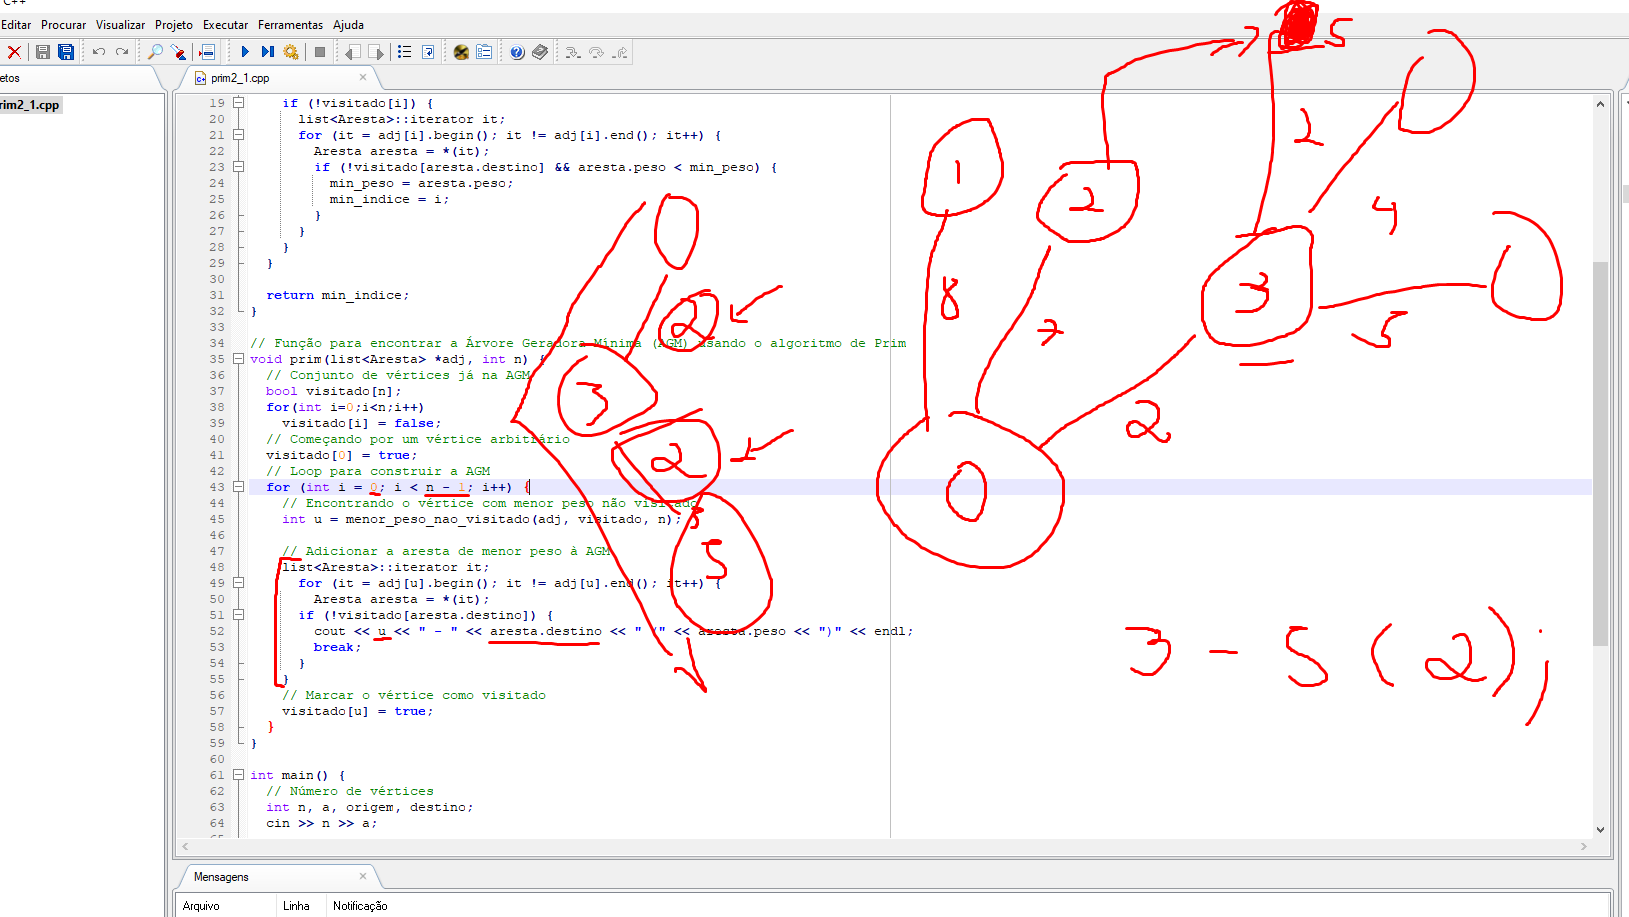 C++
Editar Procurar Visualizar Projeto Executar Ferramentas Ajuda
etos
prim2_1.cpp
rim2_1.cpp
19 if (!visitado[i]) {
20 list<Aresta>::iterator it;
21 for (it = adj[i].begin(); it != adj[i].end(); it++) {
22 Aresta aresta = *(it);
23 if (!visitado[aresta.destino] && aresta.peso < min_peso) {
24 min_peso = aresta.peso;
25 min_indice = i;
26 }
27 }
28 }
29 }
30
31 return min_indice;
32 }
33
34 // Função para encontrar a Árvore Geradora Mínima (AGM) usando o algoritmo de Prim
35 void prim(list<Aresta> *adj, int n) {
36 // Conjunto de vértices já na AGM
37 bool visitado[n];
38 for(int i=0;i<n;i++)
39 visitado[i] = false;
40 // Começando por um vértice arbitrário
41 visitado[0] = true;
42 // Loop para construir a AGM
43 for (int i = 0; i < n - 1; i++) {
44 // Encontrando o vértice com menor peso não visitado
45 int u = menor_peso_nao_visitado(adj, visitado, n);
46
47 // Adicionar a aresta de menor peso à AGM
48 list<Aresta>::iterator it;
49 for (it = adj[u].begin(); it != adj[u].end(); it++) {
50 Aresta aresta = *(it);
51 if (!visitado[aresta.destino]) {
52 cout << u << " - " << aresta.destino << " (" << aresta.peso << ")" << endl;
53 break;
54 }
55 }
56 // Marcar o vértice como visitado
57 visitado[u] = true;
58 }
59 }
60
61 int main() {
62 // Número de vértices
63 int n, a, origem, destino;
64 cin >> n >> a;
5
2
1
2
4
3
8
7
5
2
0
2
3
2
3
5
3 - 5 (2);
Mensagens
Arquivo Linha Notificação